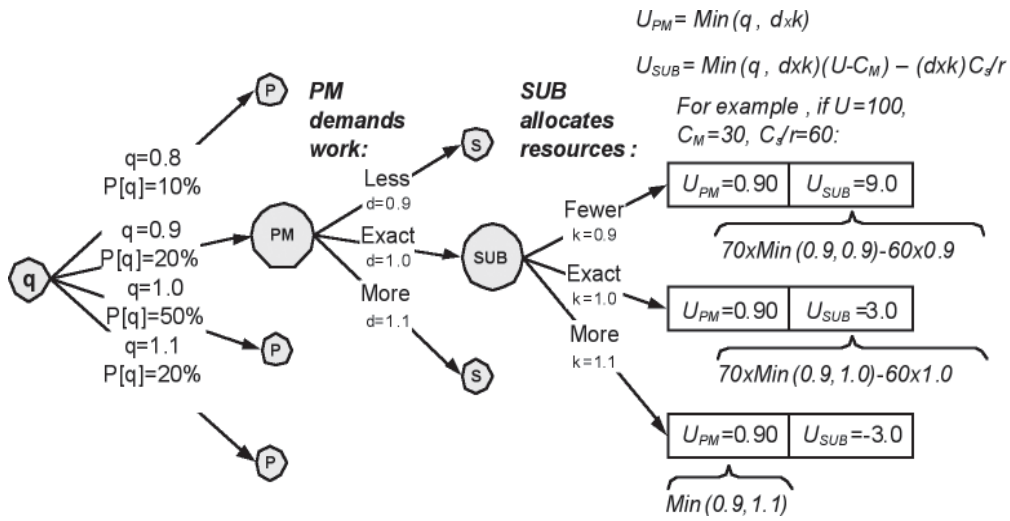 U_PM = Min (q , dxk)
U_SUB = Min (q , dxk)(U-C_M) – (dxk)C_s/r
For example , if U=100,
C_M=30, C_s/r=60:
PM
demands
work:
SUB
allocates
resources :
q
q=0.8
P[q]=10%
q=0.9
P[q]=20%
q=1.0
P[q]=50%
q=1.1
P[q]=20%
P
PM
P
P
Less
d=0.9
Exact
d=1.0
More
d=1.1
S
SUB
S
Fewer
k=0.9
Exact
k=1.0
More
k=1.1
U_PM=0.90 U_SUB=9.0
70xMin (0.9, 0.9)-60x0.9
U_PM=0.90 U_SUB=3.0
70xMin (0.9, 1.0)-60x1.0
U_PM=0.90 U_SUB=-3.0
Min (0.9, 1.1)